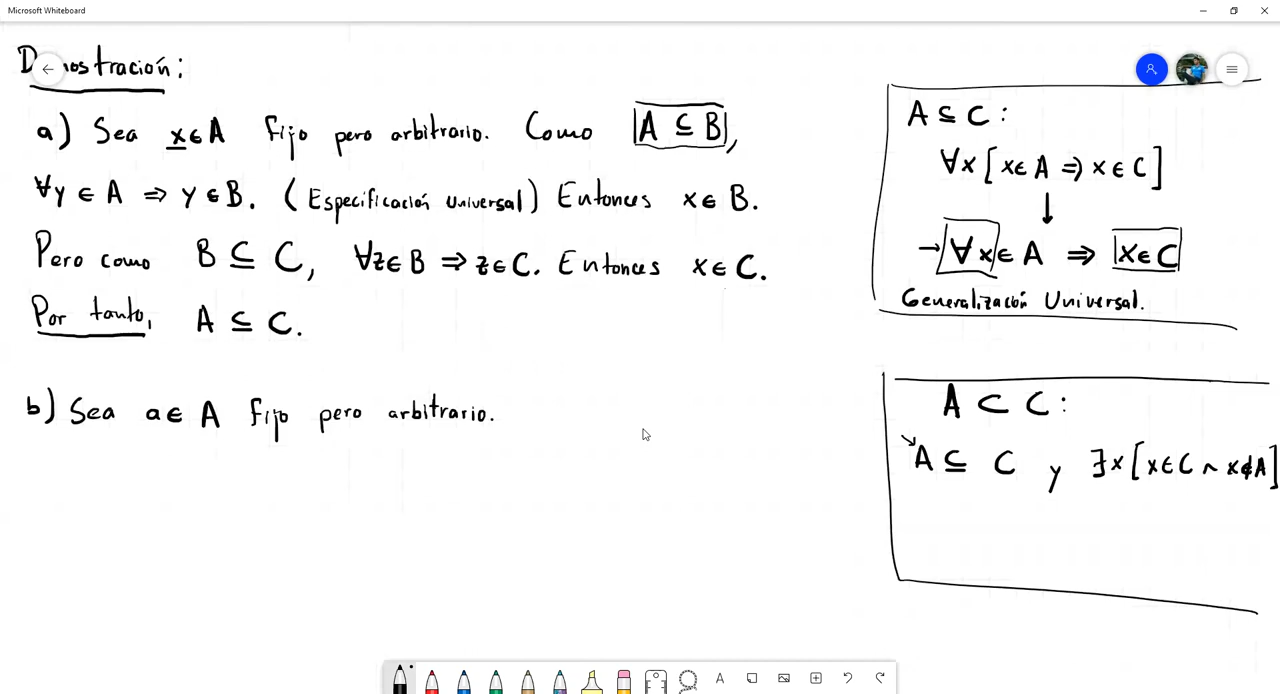 Microsoft Whiteboard
Demostración:
a) Sea x ∈ A fijo pero arbitrario. Como A ⊆ B,
∀y ∈ A ⇒ y ∈ B. (Especificación Universal) Entonces x ∈ B.
Pero como B ⊆ C, ∀z ∈ B ⇒ z ∈ C. Entonces x ∈ C.
Por tanto, A ⊆ C.
b) Sea a ∈ A fijo pero arbitrario.
A ⊆ C:
∀x [x ∈ A ⇒ x ∈ C]
↓
→ ∀x ∈ A ⇒ x ∈ C
Generalización Universal.
A ⊂ C:
A ⊆ C y ∃x [x ∈ C ∧ x ∉ A]